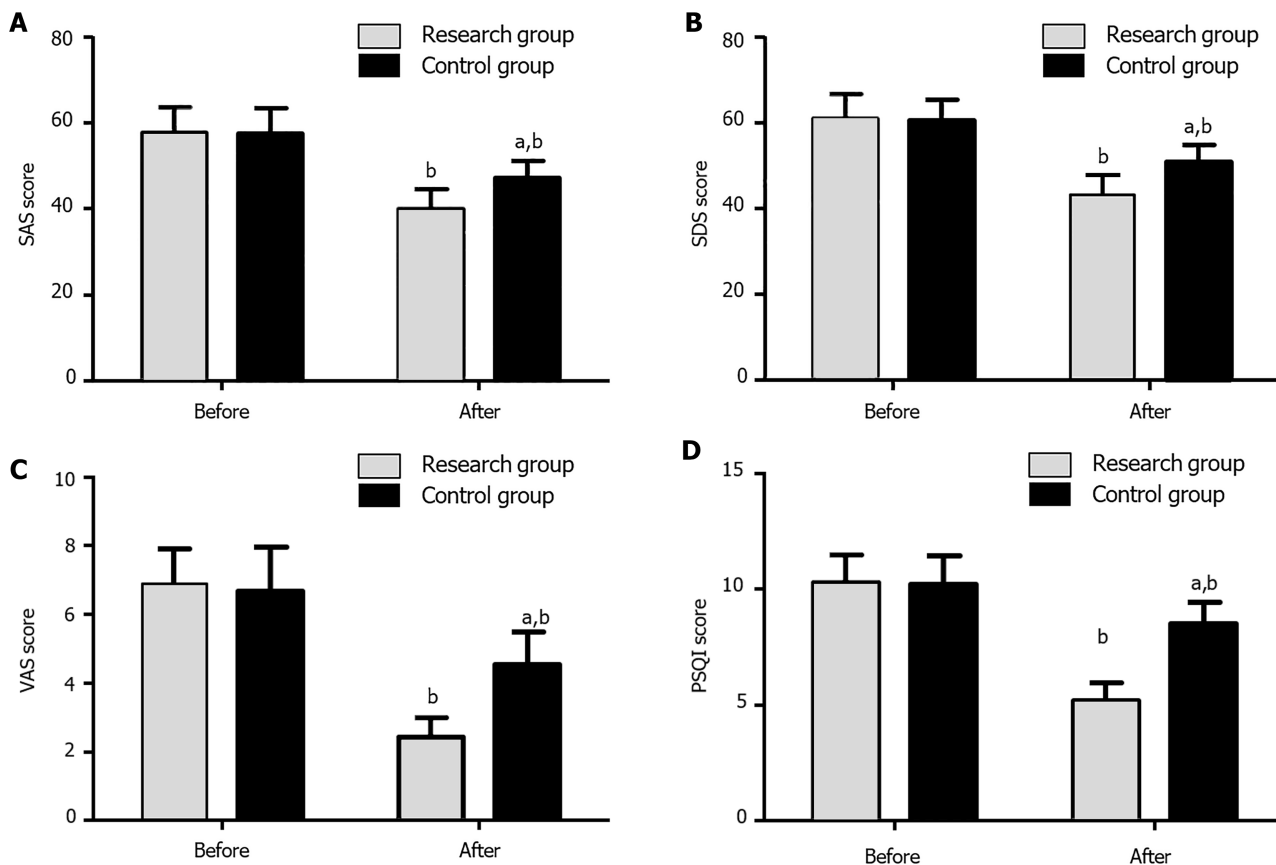 A
80
60
40
20
0
SAS score
Research group
Control group
b
a,b
Before
After
B
80
60
40
20
0
SDS score
Research group
Control group
b
a,b
Before
After
C
10
8
6
4
2
0
VAS score
Research group
Control group
b
a,b
Before
After
D
15
10
5
0
PSQI score
Research group
Control group
b
a,b
Before
After